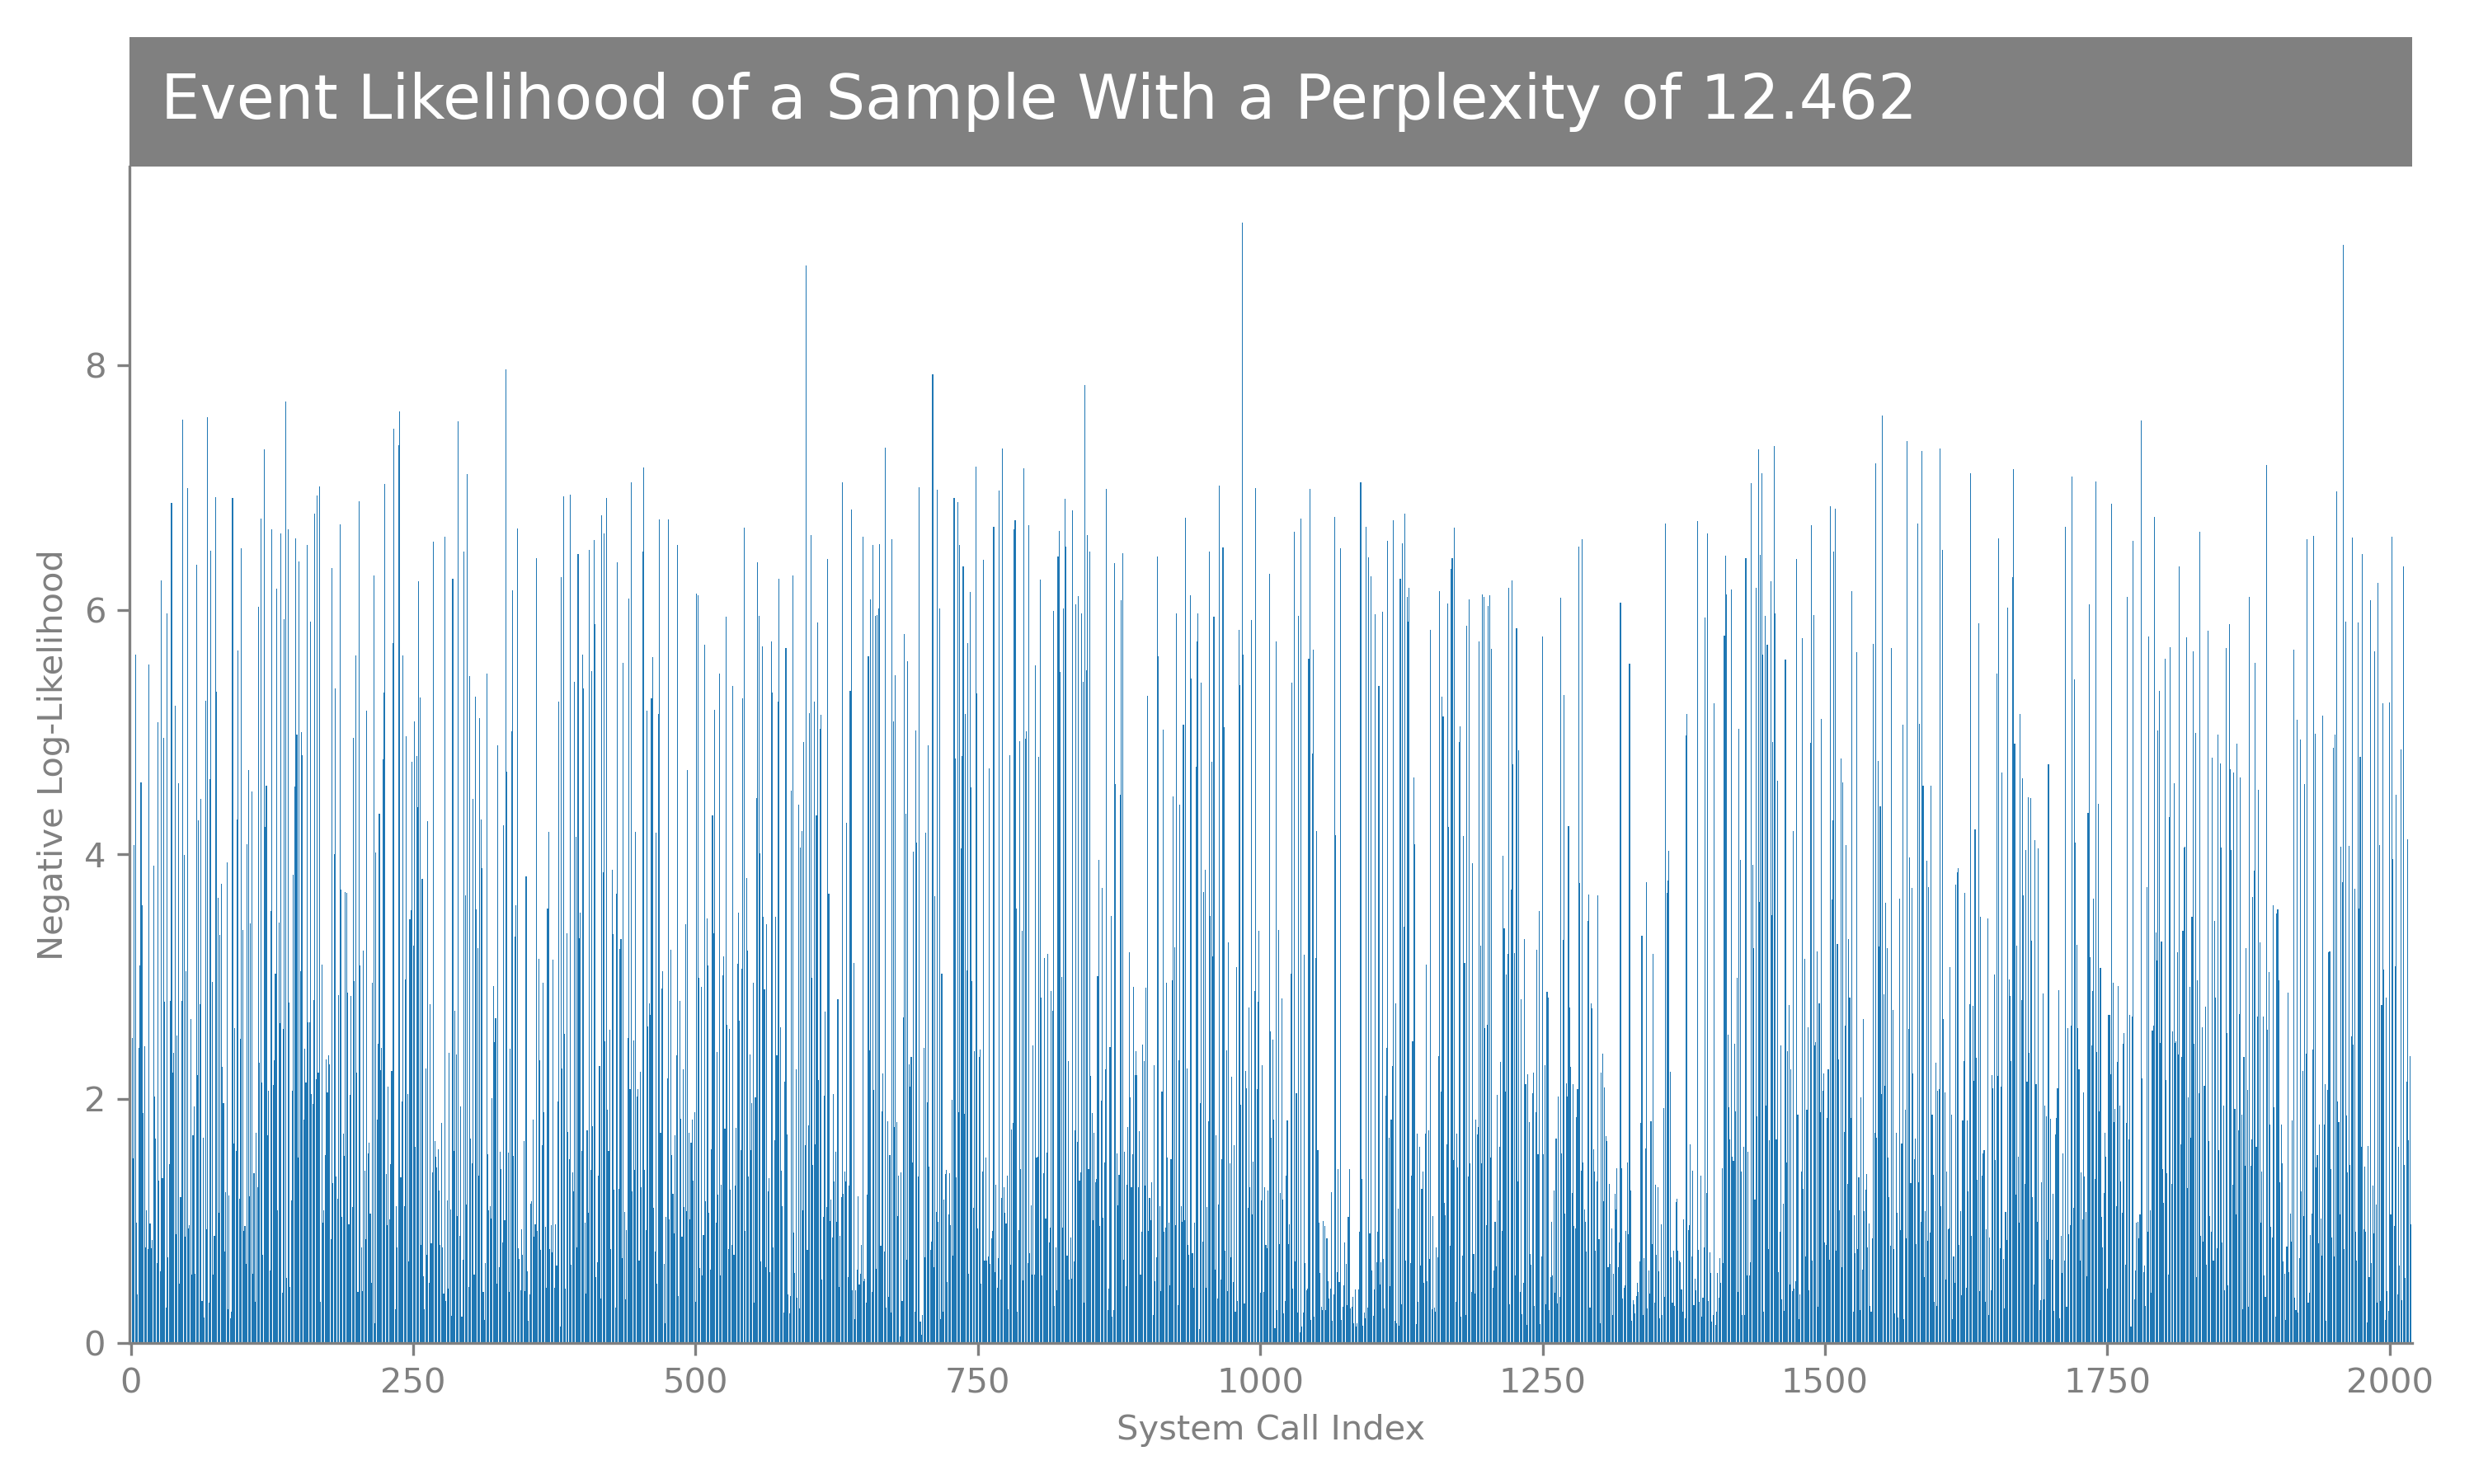 Event Likelihood of a Sample With a Perplexity of 12.462
8
6
4
2
0
Negative Log-Likelihood
0 250 500 750 1000 1250 1500 1750 2000
System Call Index